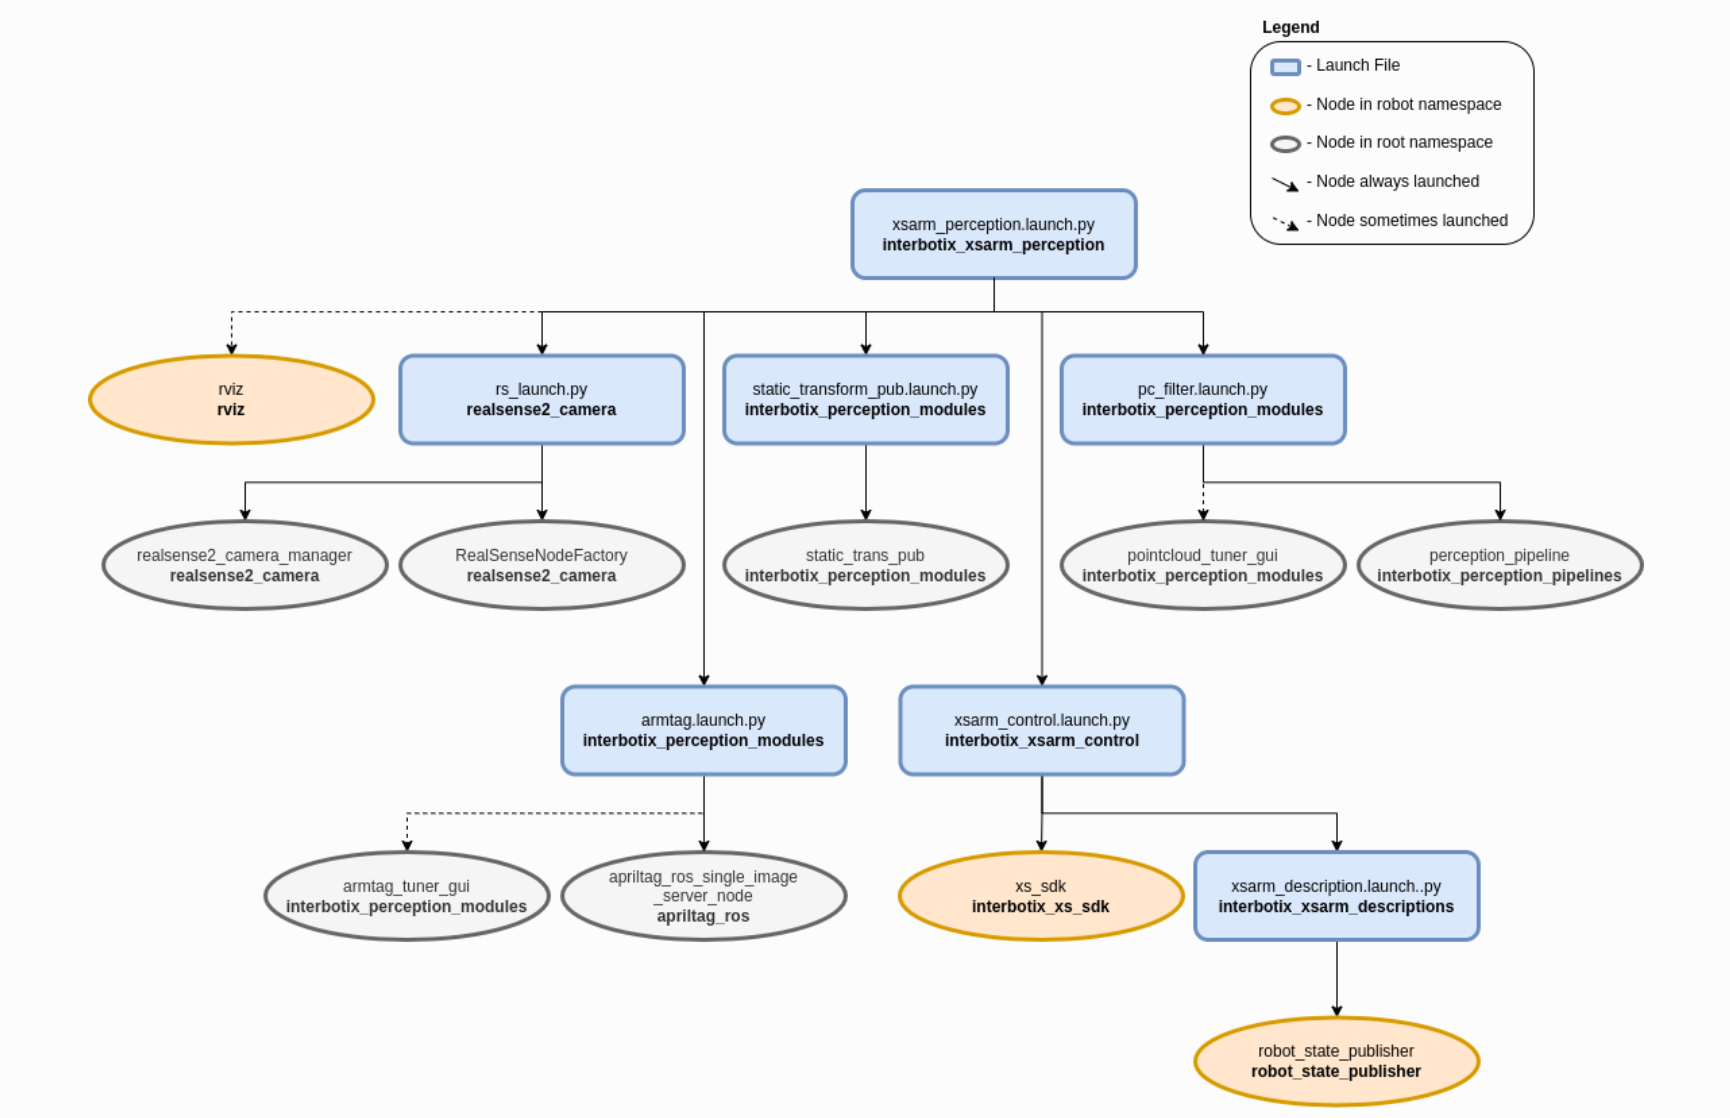 Legend
- Launch File
- Node in robot namespace
- Node in root namespace
- Node always launched
- Node sometimes launched
xsarm_perception.launch.py
interbotix_xsarm_perception
rviz
rviz
rs_launch.py
realsense2_camera
static_transform_pub.launch.py
interbotix_perception_modules
pc_filter.launch.py
interbotix_perception_modules
realsense2_camera_manager
realsense2_camera
RealSenseNodeFactory
realsense2_camera
static_trans_pub
interbotix_perception_modules
pointcloud_tuner_gui
interbotix_perception_modules
perception_pipeline
interbotix_perception_pipelines
armtag.launch.py
interbotix_perception_modules
xsarm_control.launch.py
interbotix_xsarm_control
armtag_tuner_gui
interbotix_perception_modules
apriltag_ros_single_image
_server_node
apriltag_ros
xs_sdk
interbotix_xs_sdk
xsarm_description.launch..py
interbotix_xsarm_descriptions
robot_state_publisher
robot_state_publisher